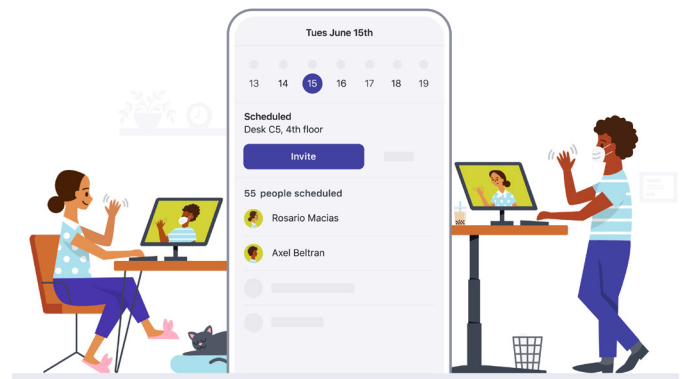 Tues June 15th
13 14 15 16 17 18 19
Scheduled
Desk C5, 4th floor
Invite
55 people scheduled
Rosario Macias
Axel Beltran